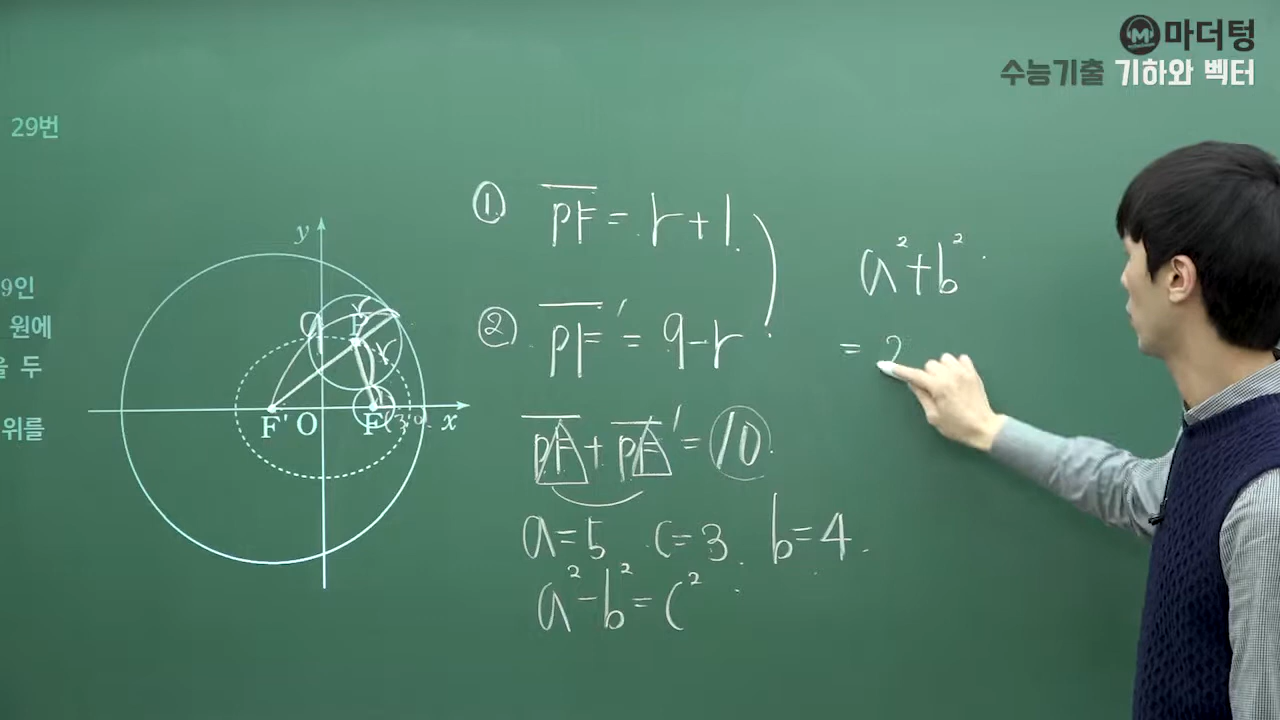 마더텅
수능기출 기하와 벡터
29번
9인
원에
을 두
위를
y
F' O F (3, 0)
x
① PF = r + 1
② PF' = 9 - r
PF + PF' = 10
a = 5 c = 3 b = 4
a² - b² = c²
a² + b²
= 2